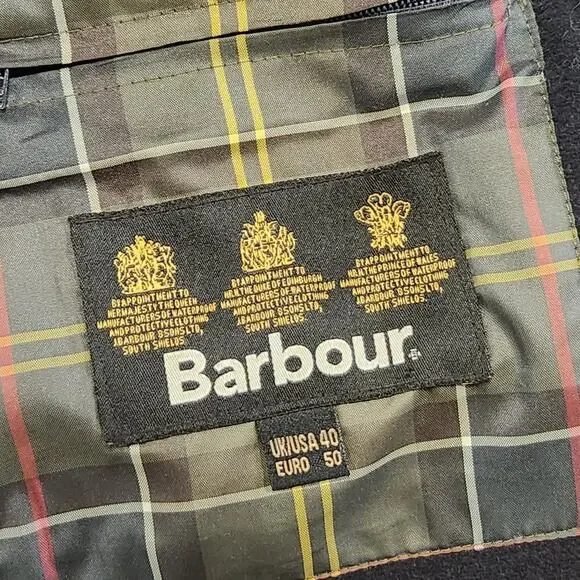 BY APPOINTMENT TO
HER MAJESTY THE QUEEN
MANUFACTURERS OF WATERPROOF
AND PROTECTIVE CLOTHING
J.BARBOUR & SONS LTD.
SOUTH SHIELDS
BY APPOINTMENT TO
H.R.H. THE DUKE OF EDINBURGH
MANUFACTURERS OF WATERPROOF
AND PROTECTIVE CLOTHING
J.BARBOUR & SONS LTD.
SOUTH SHIELDS
BY APPOINTMENT TO
H.R.H. THE PRINCE OF WALES
MANUFACTURERS OF WATERPROOF
AND PROTECTIVE CLOTHING
J.BARBOUR & SONS LTD.
SOUTH SHIELDS
Barbour
UK/USA 40
EURO 50